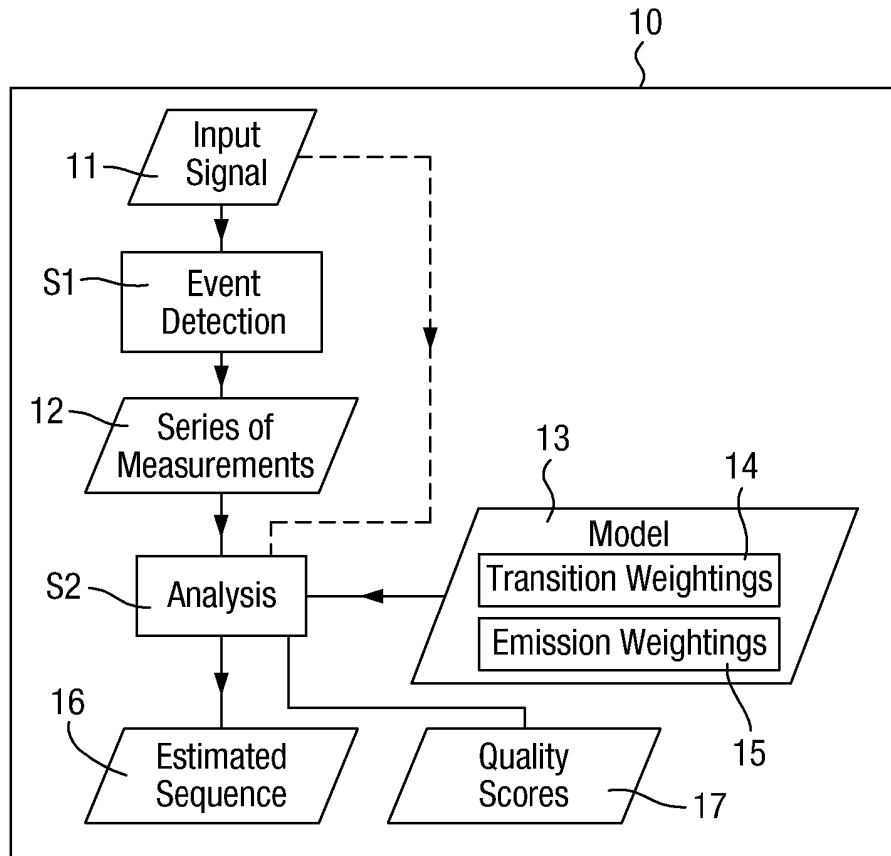 10
Input
Signal
11
S1
Event
Detection
12
Series of
Measurements
13
14
Model
Transition Weightings
S2
Analysis
Emission Weightings
15
16
Estimated
Sequence
Quality
Scores
17